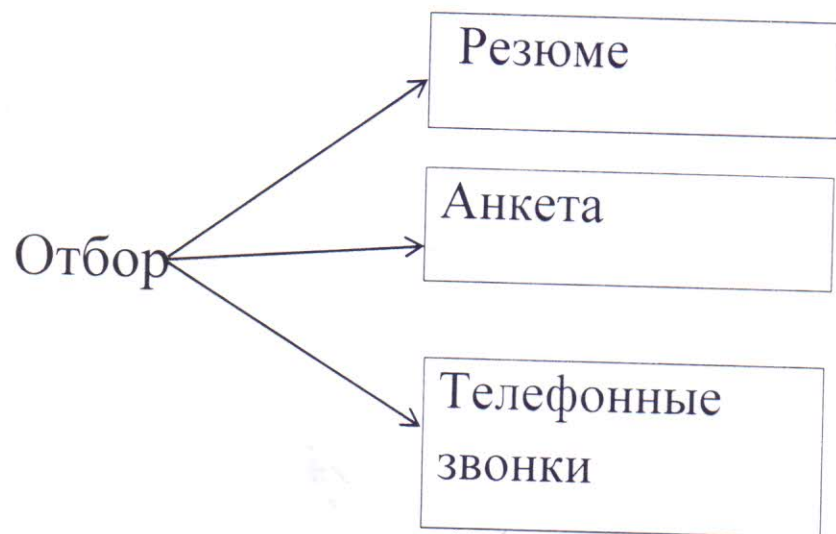 Резюме
Анкета
Отбор
Телефонные
звонки